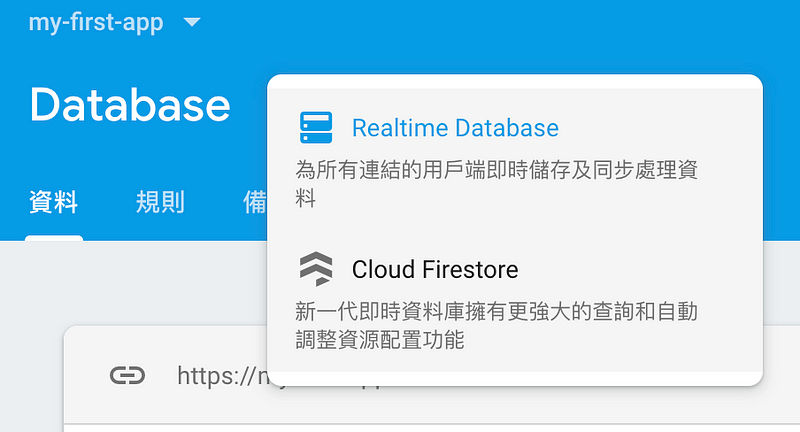 my-first-app
Database
Realtime Database
為所有連結的用戶端即時儲存及同步處理資
料
資料 規則 備
Cloud Firestore
新一代即時資料庫擁有更強大的查詢和自動
調整資源配置功能
https://my